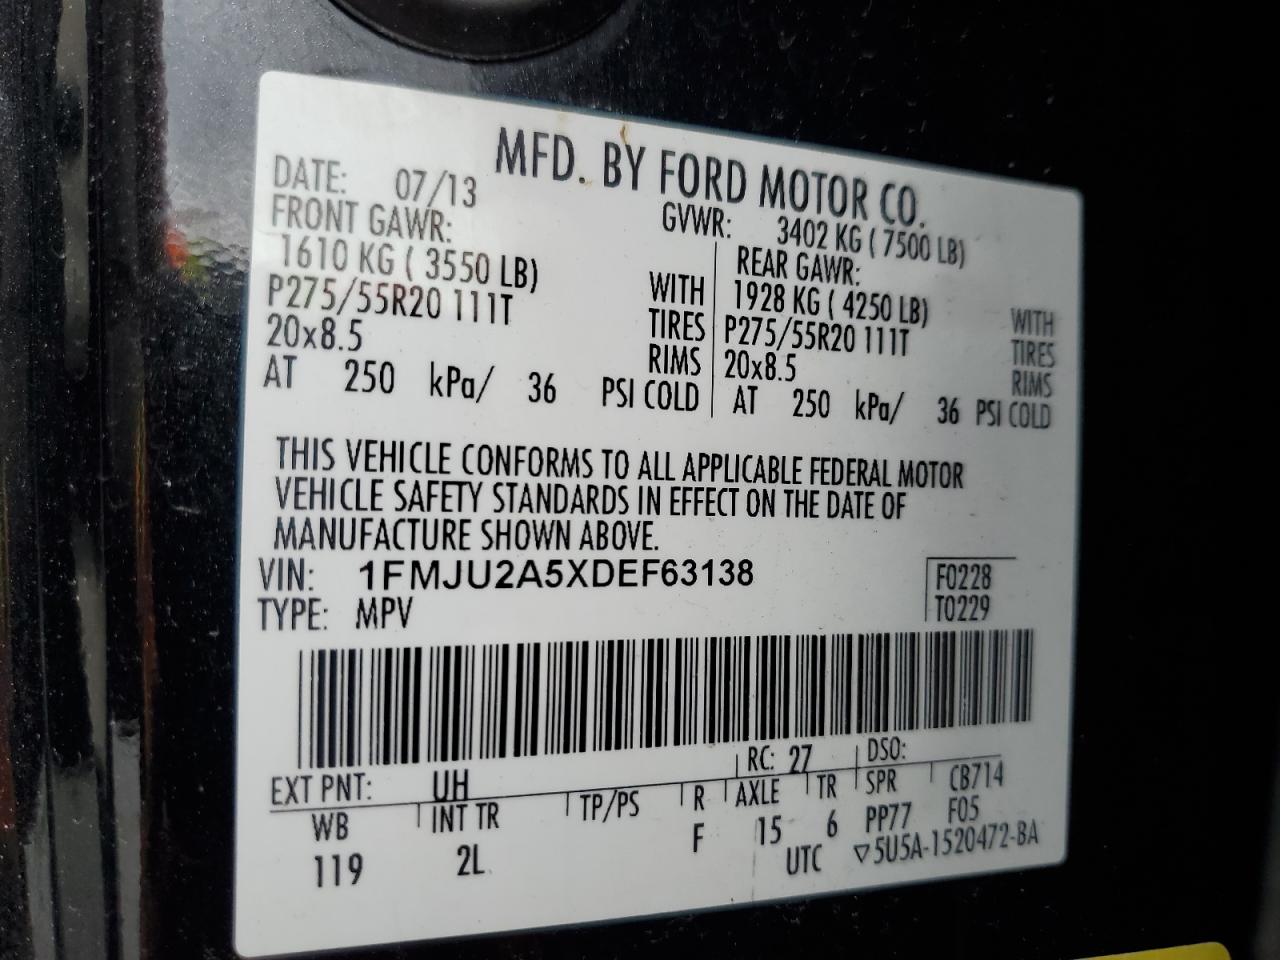 MFD. BY FORD MOTOR CO.
DATE: 07/13
GVWR: 3402 KG ( 7500 LB)
FRONT GAWR:
1610 KG ( 3550 LB)
P275/55R20 111T
WITH
TIRES
20x8.5
RIMS
AT 250 kPa/ 36 PSI COLD
REAR GAWR:
1928 KG ( 4250 LB)
WITH
P275/55R20 111T
TIRES
20x8.5
RIMS
AT 250 kPa/ 36 PSI COLD
THIS VEHICLE CONFORMS TO ALL APPLICABLE FEDERAL MOTOR
VEHICLE SAFETY STANDARDS IN EFFECT ON THE DATE OF
MANUFACTURE SHOWN ABOVE.
VIN: 1FMJU2A5XDEF63138
F0228
TYPE: MPV
T0229
EXT PNT: UH
RC: 27
DSO:
WB
INT TR
TP/PS
R
AXLE
TR
SPR
CB714
119
2L
F
15
6
PP77
F05
UTC
▽5U5A-1520472-BA